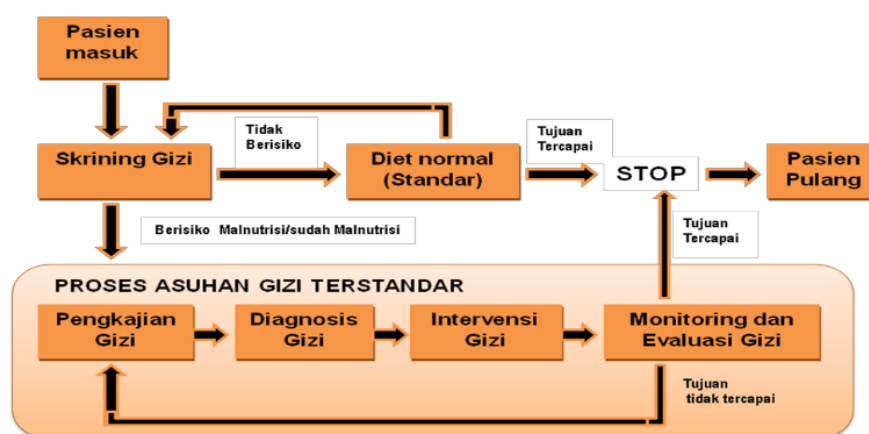 Pasien
masuk
Skrining Gizi
Tidak
Berisiko
Diet normal
(Standar)
Tujuan
Tercapai
STOP
Pasien
Pulang
Berisiko Malnutrisi/sudah Malnutrisi
Tujuan
Tercapai
PROSES ASUHAN GIZI TERSTANDAR
Pengkajian
Gizi
Diagnosis
Gizi
Intervensi
Gizi
Monitoring dan
Evaluasi Gizi
Tujuan
tidak tercapai